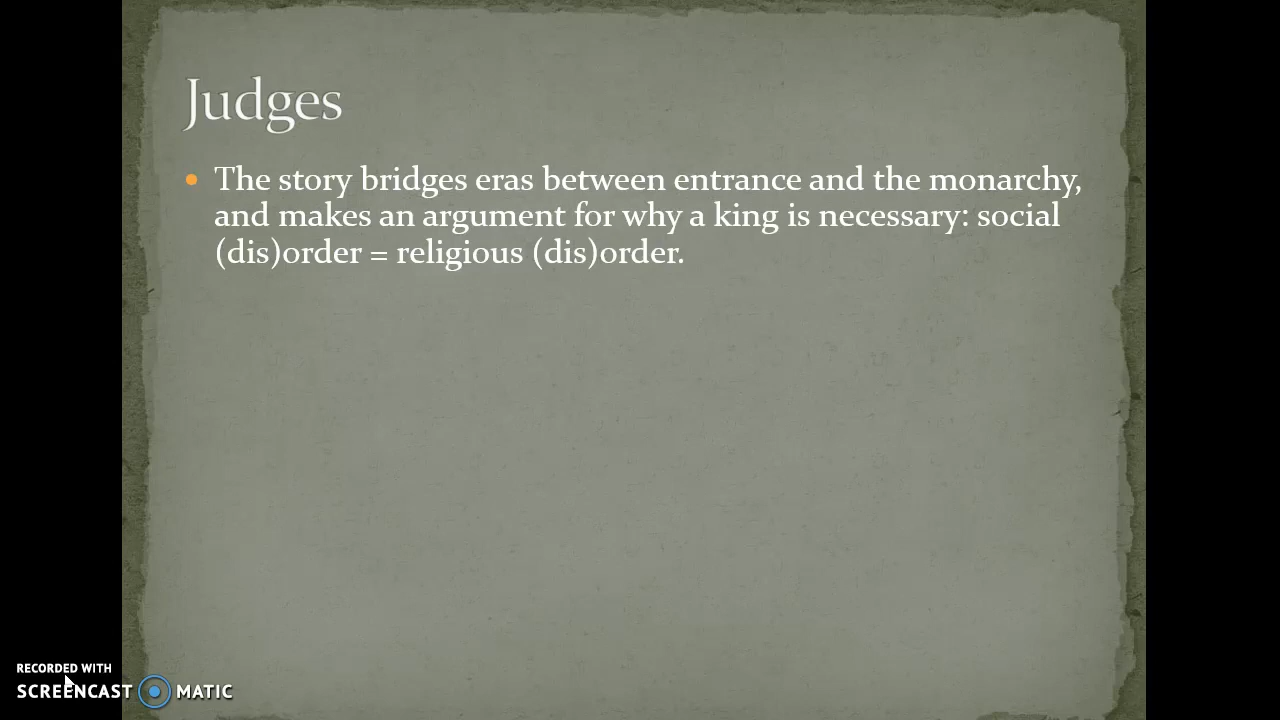 Judges
The story bridges eras between entrance and the monarchy,
and makes an argument for why a king is necessary: social
(dis)order = religious (dis)order.
RECORDED WITH
SCREENCAST MATIC